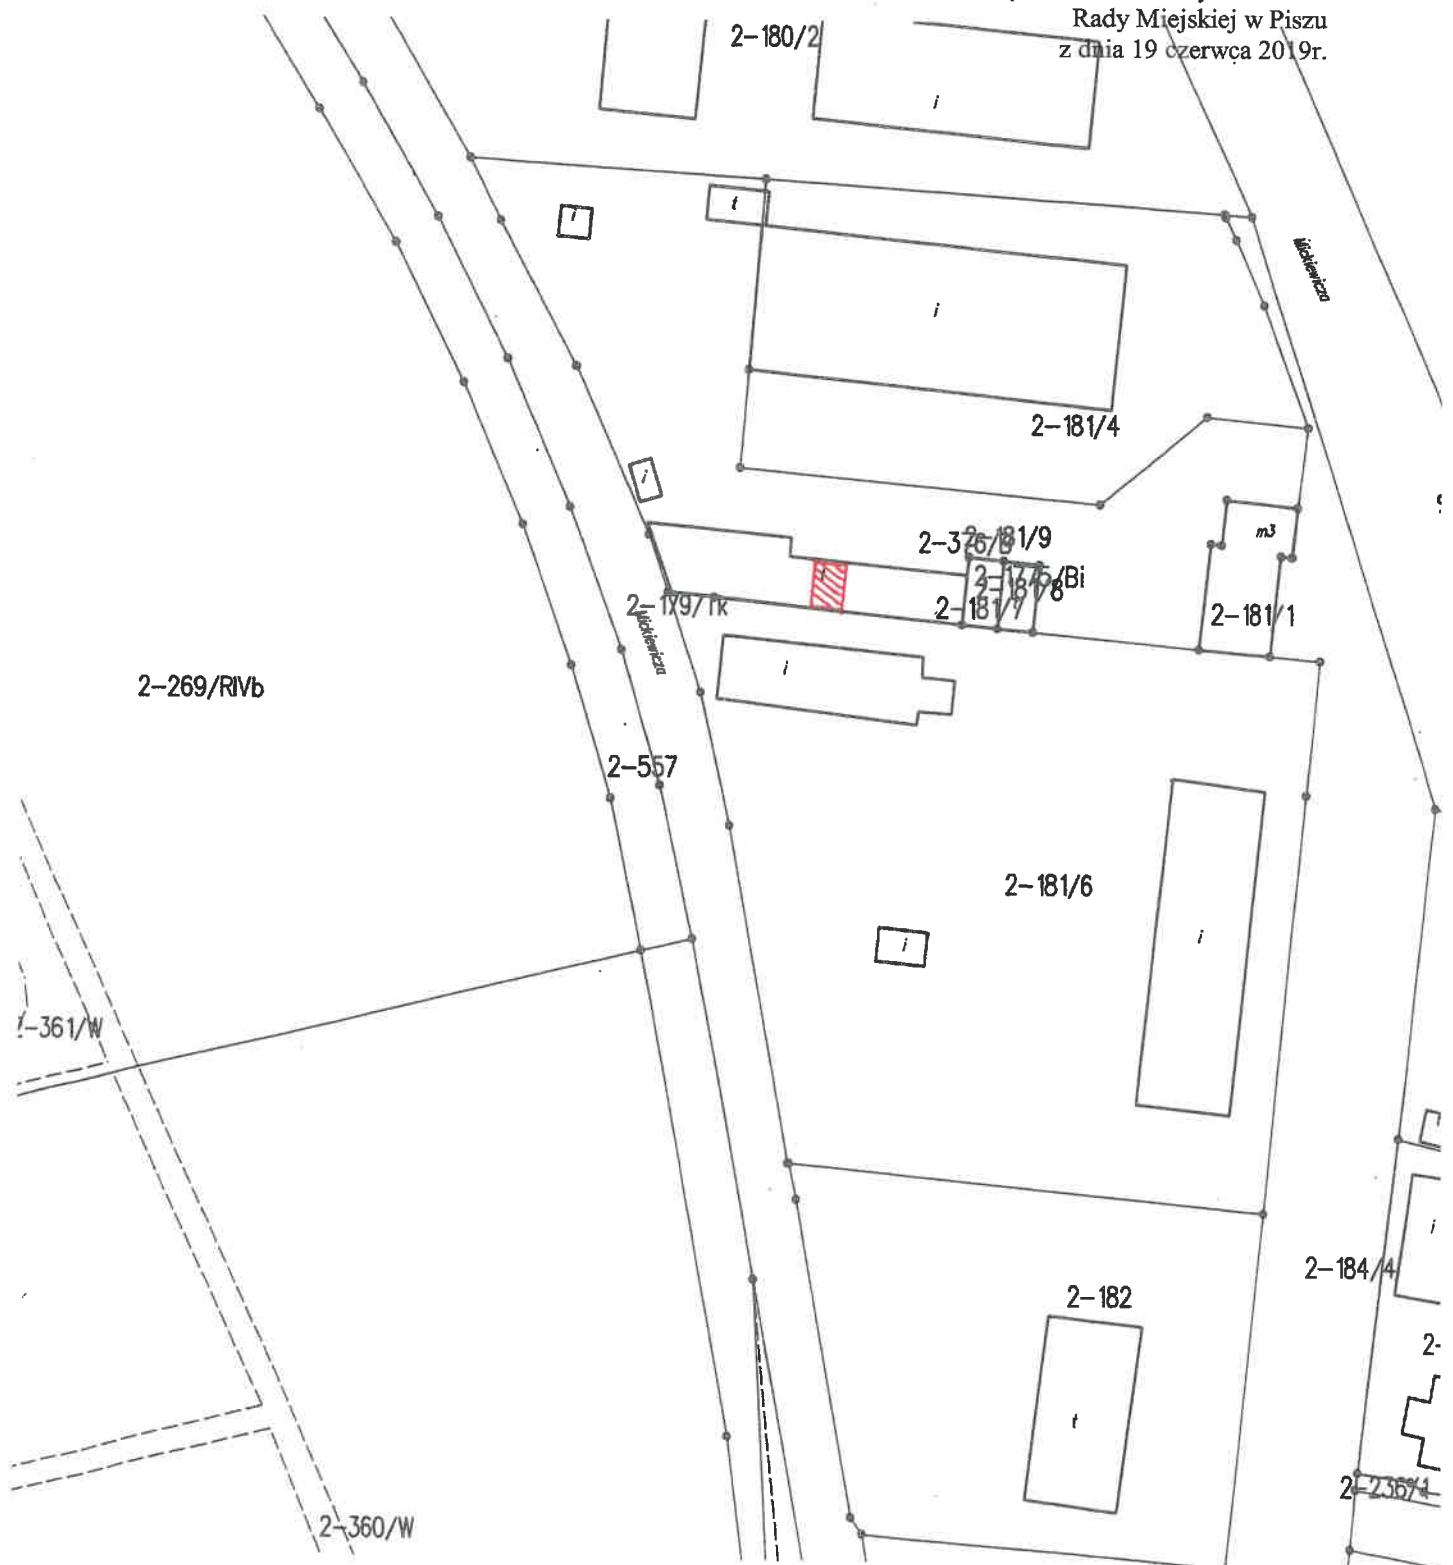 Rady Miejskiej w Piszu
z dnia 19 czerwca 2019r.
2-180/2
i
i
t
i
Mickiewicza
2-181/4
i
m3
2-181/9
2-181/8
2-181/7
2-181/1
t
2-179/Tk
Mickiewicza
i
2-269/RIVb
2-557
2-181/6
i
i
2-361/W
2-184/4
i
2-182
t
2-
2-360/W